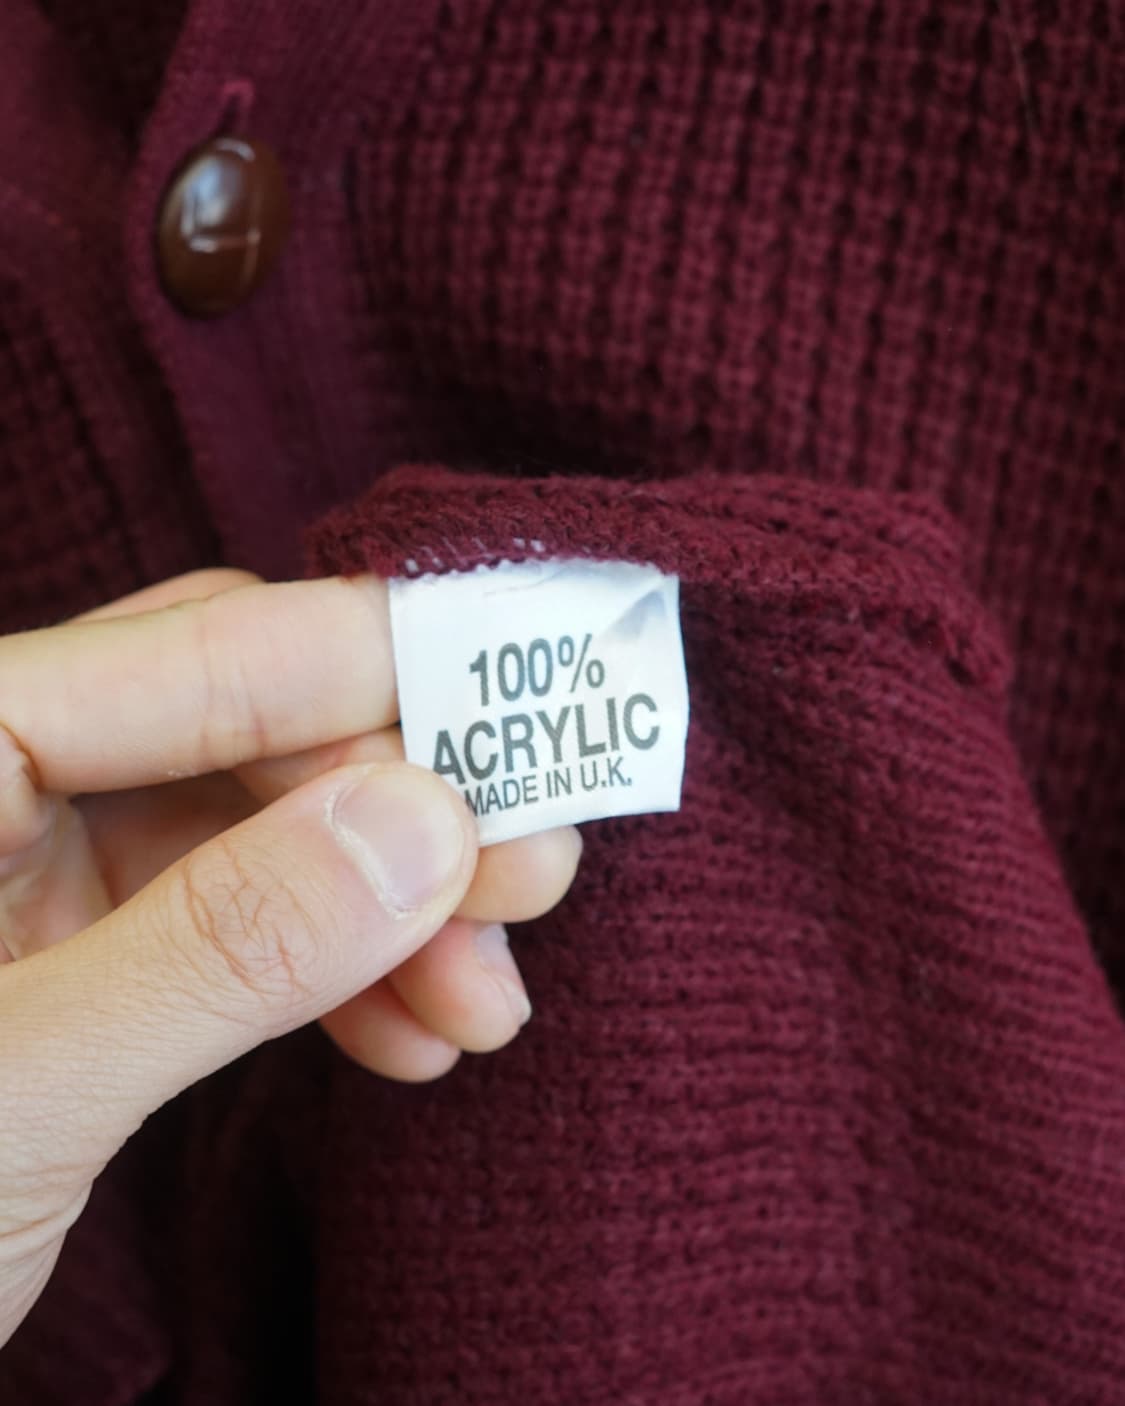 100%
ACRYLIC
MADE IN U.K.